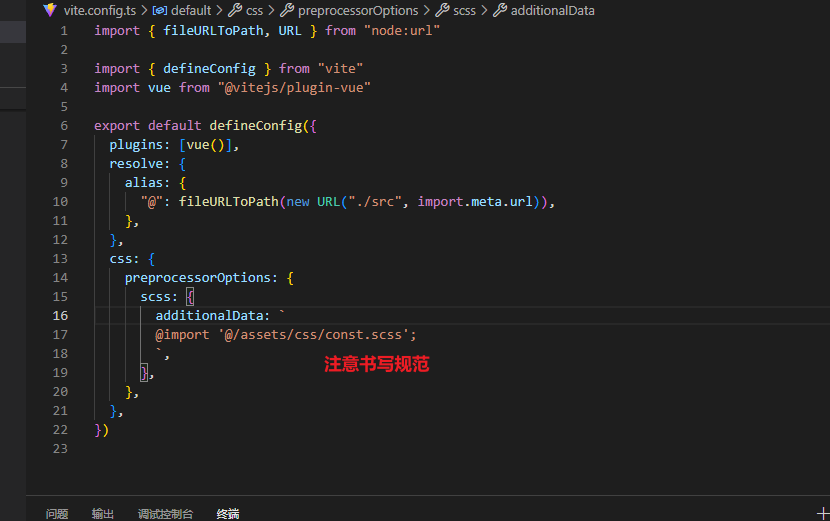 vite.config.ts > default > css > preprocessorOptions > scss > additionalData
1 import { fileURLToPath, URL } from "node:url"
2
3 import { defineConfig } from "vite"
4 import vue from "@vitejs/plugin-vue"
5
6 export default defineConfig({
7 plugins: [vue()],
8 resolve: {
9 alias: {
10 "@": fileURLToPath(new URL("./src", import.meta.url)),
11 },
12 },
13 css: {
14 preprocessorOptions: {
15 scss: {
16 additionalData: `
17 @import '@/assets/css/const.scss';
18 `,
注意书写规范
19 },
20 },
21 },
22 })
23
问题 输出 调试控制台 终端